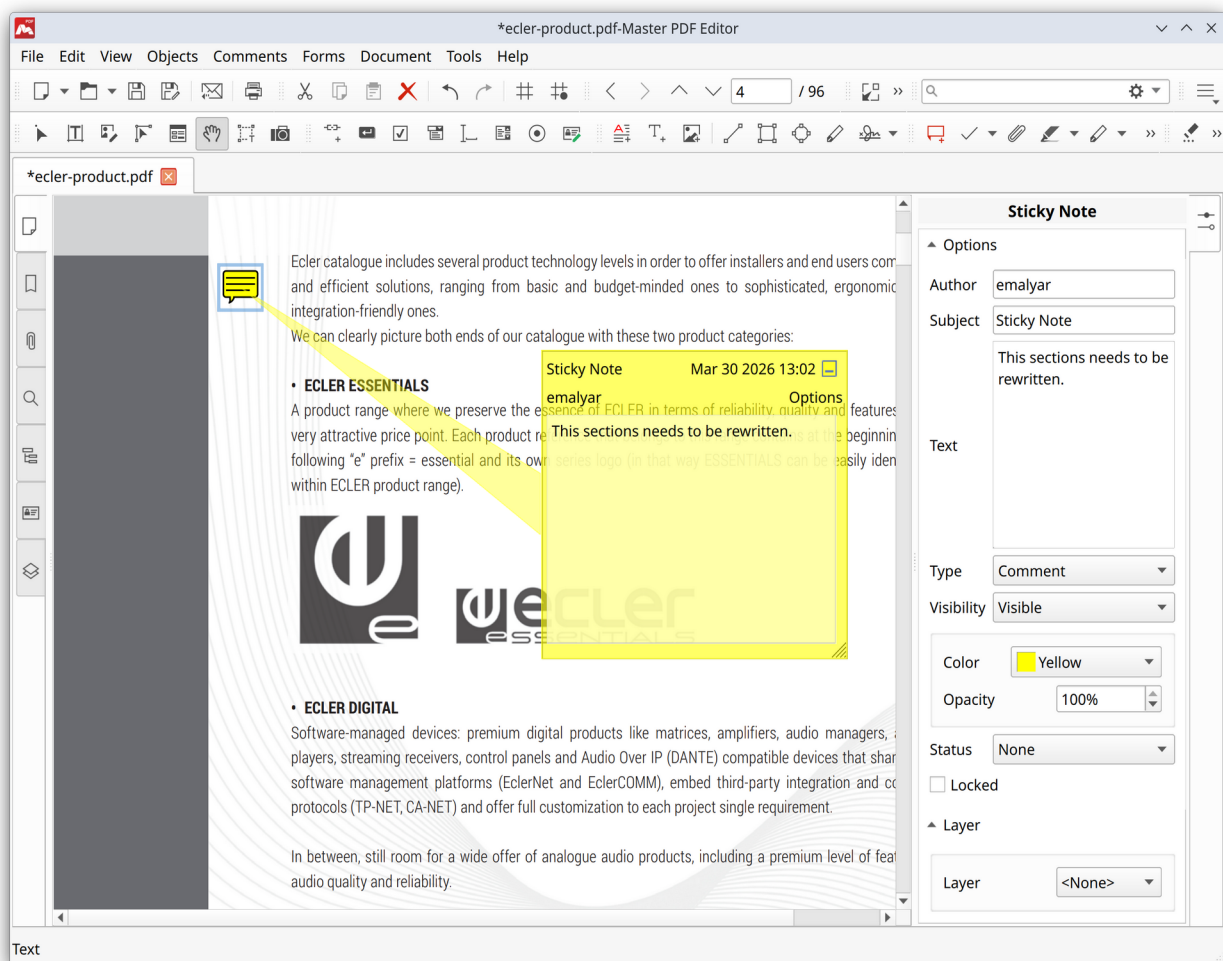 *ecler-product.pdf-Master PDF Editor
File Edit View Objects Comments Forms Document Tools Help
4 / 96
*ecler-product.pdf
Ecler catalogue includes several product technology levels in order to offer installers and end users com
and efficient solutions, ranging from basic and budget-minded ones to sophisticated, ergonomic
integration-friendly ones.
We can clearly picture both ends of our catalogue with these two product categories:
• ECLER ESSENTIALS
A product range where we preserve the essence of ECLER in terms of reliability, quality and features
very attractive price point. Each product re at the beginnin
following “e” prefix = essential and its own series logo (in that way ESSENTIALS can be easily iden
within ECLER product range).
Sticky Note Mar 30 2026 13:02
emalyar Options
This sections needs to be rewritten.
e
ecler
essentials
• ECLER DIGITAL
Software-managed devices: premium digital products like matrices, amplifiers, audio managers,
players, streaming receivers, control panels and Audio Over IP (DANTE) compatible devices that shar
software management platforms (EclerNet and EclerCOMM), embed third-party integration and co
protocols (TP-NET, CA-NET) and offer full customization to each project single requirement.
In between, still room for a wide offer of analogue audio products, including a premium level of feat
audio quality and reliability.
Sticky Note
Options
Author emalyar
Subject Sticky Note
Text
This sections needs to be
rewritten.
Type Comment
Visibility Visible
Color Yellow
Opacity 100%
Status None
Locked
Layer
Layer <None>
Text